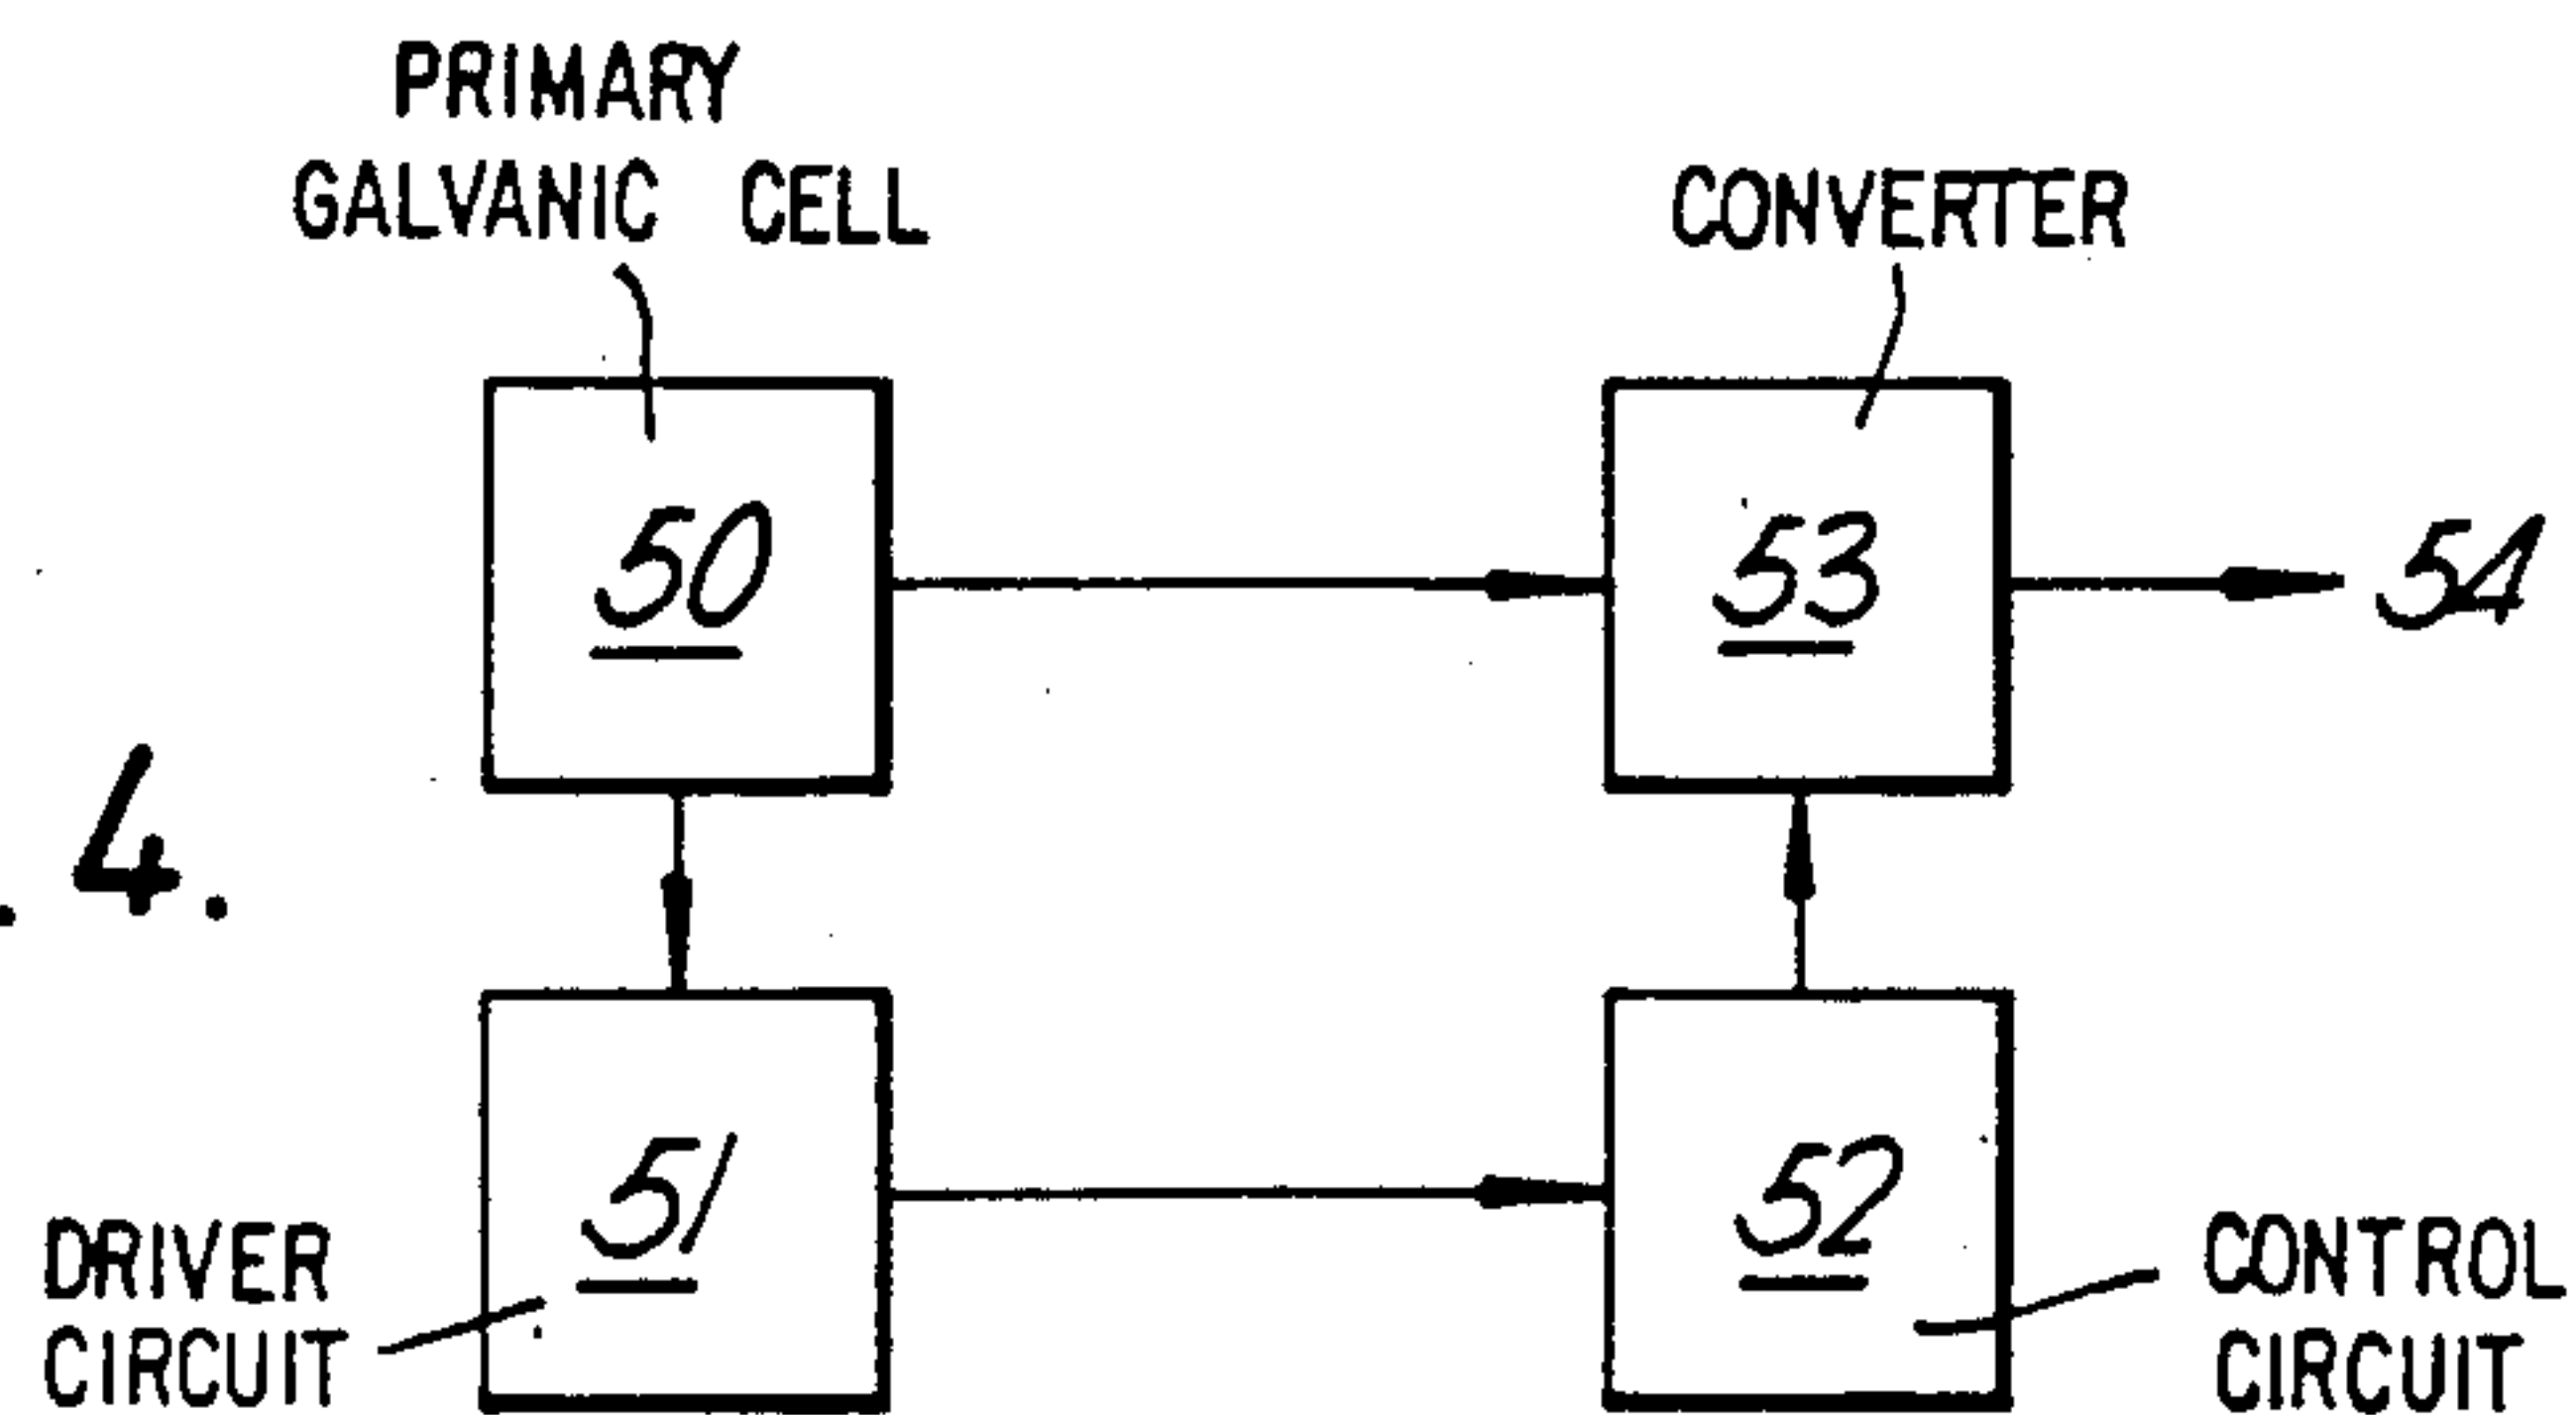 PRIMARY
GALVANIC CELL
CONVERTER
50
53
54
4.
51
52
DRIVER
CIRCUIT
CONTROL
CIRCUIT